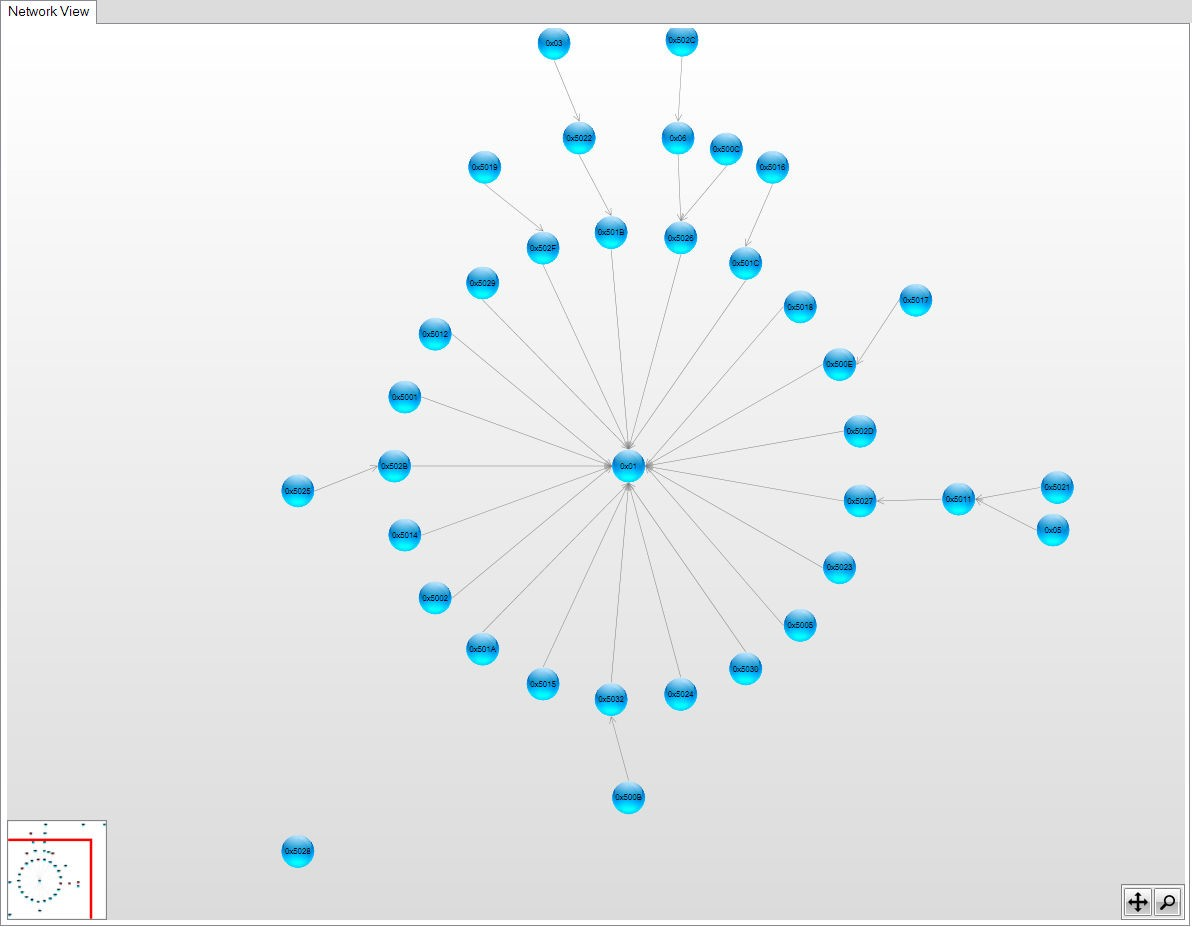 Network View
0x03
0x502C
0x5022
0x06
0x500C
0x5019
0x5016
0x501B
0x5026
0x502F
0x501C
0x5029
0x5018
0x5017
0x5012
0x500E
0x5001
0x502D
0x502B
0x01
0x5025
0x5027
0x5011
0x5021
0x05
0x5014
0x5023
0x5002
0x5005
0x501A
0x5030
0x5015
0x5032
0x5024
0x500B
0x5028